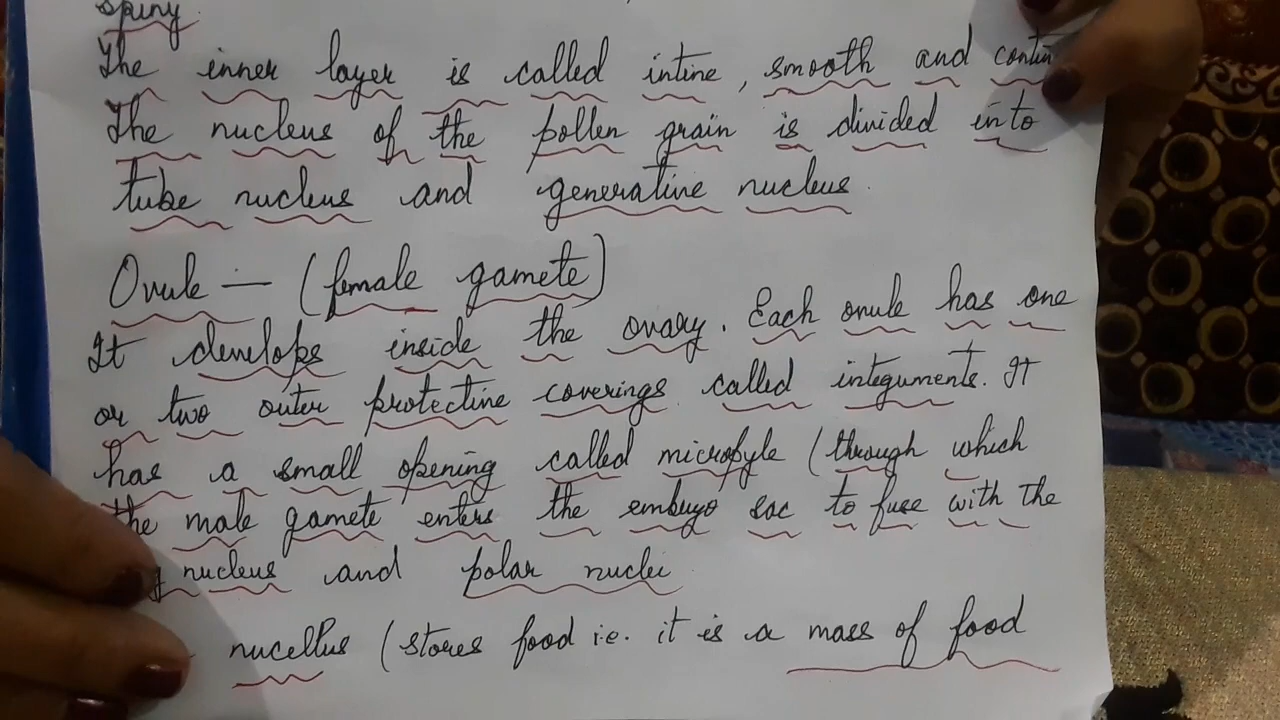 spiny.
The inner layer is called intine, smooth and
The nucleus of the pollen grain is divided into
tube nucleus and generative nucleus.
Ovule — (female gamete)
It develops inside the ovary. Each ovule has one
or two outer protective coverings called integuments. It
has a small opening called micropyle (through which
the male gamete enters the embryo sac to fuse with the
nucleus and polar nuclei
nucellus (stores food i.e. it is a mass of food